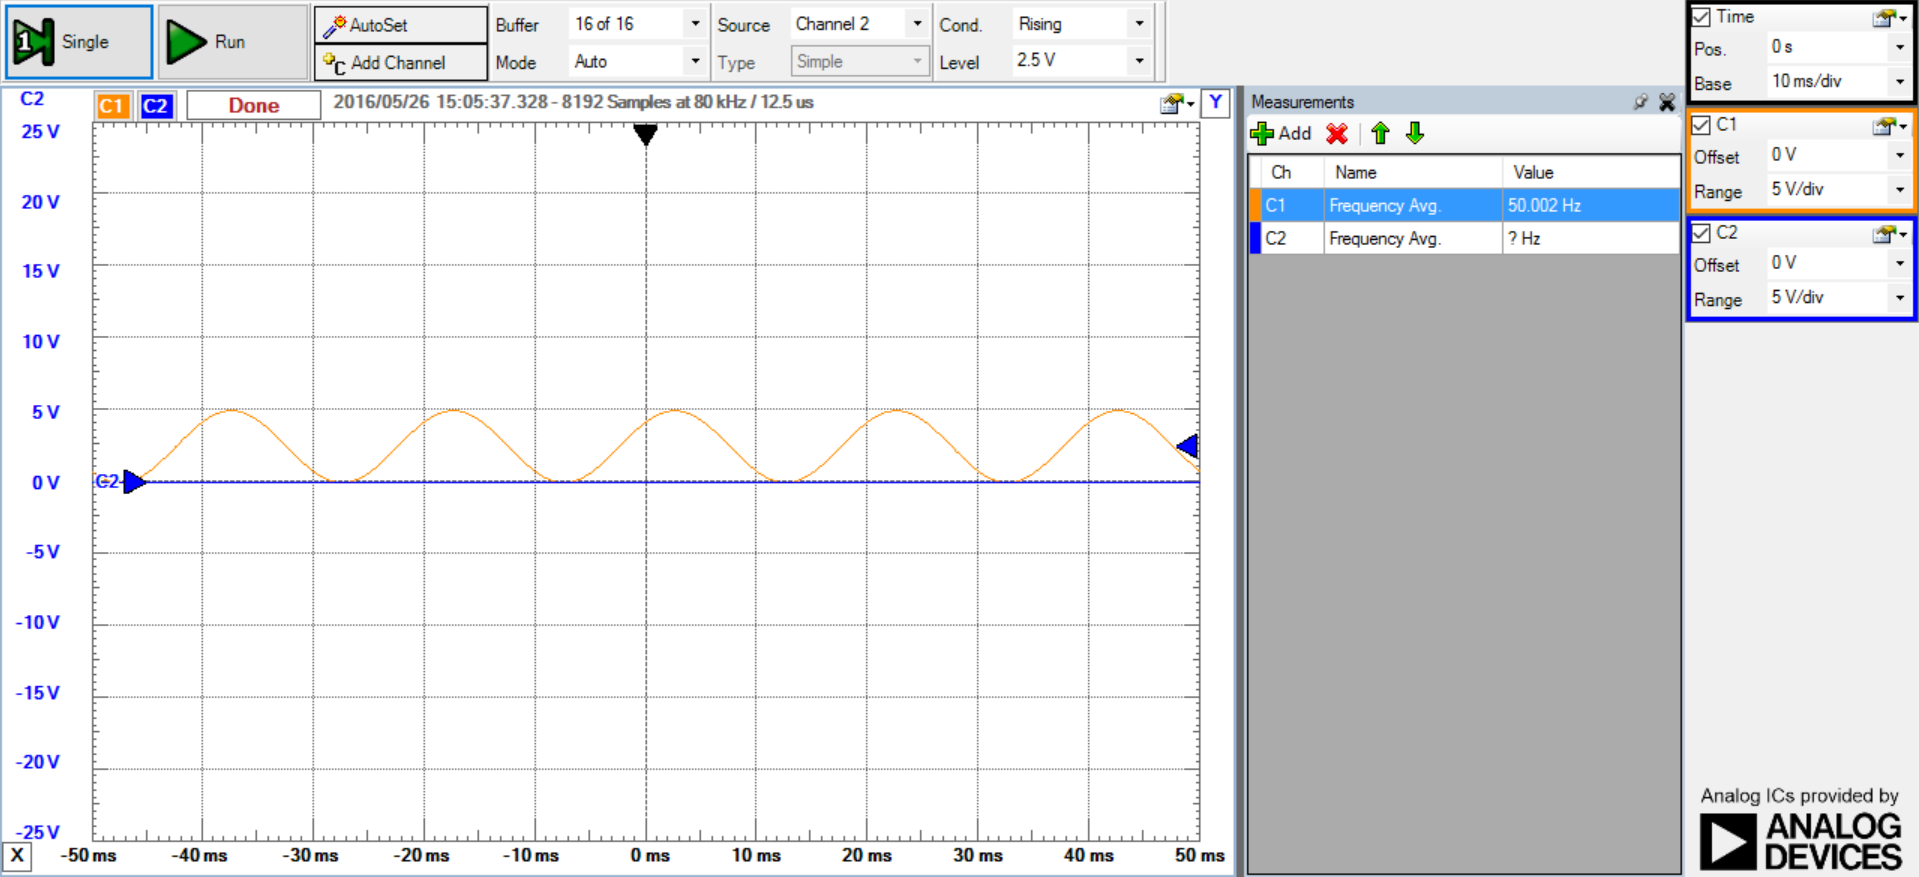 1 Single
Run
AutoSet
Add Channel
Buffer 16 of 16
Mode Auto
Source Channel 2
Type Simple
Cond. Rising
Level 2.5 V
C2 C1 C2 Done 2016/05/26 15:05:37.328 - 8192 Samples at 80 kHz / 12.5 us Y
25 V
20 V
15 V
10 V
5 V
0 V
-5 V
-10 V
-15 V
-20 V
-25 V
C2
X -50 ms -40 ms -30 ms -20 ms -10 ms 0 ms 10 ms 20 ms 30 ms 40 ms 50 ms
Measurements
Add
Ch Name Value
C1 Frequency Avg. 50.002 Hz
C2 Frequency Avg. ? Hz
Time
Pos. 0 s
Base 10 ms/div
C1
Offset 0 V
Range 5 V/div
C2
Offset 0 V
Range 5 V/div
Analog ICs provided by
ANALOG
DEVICES